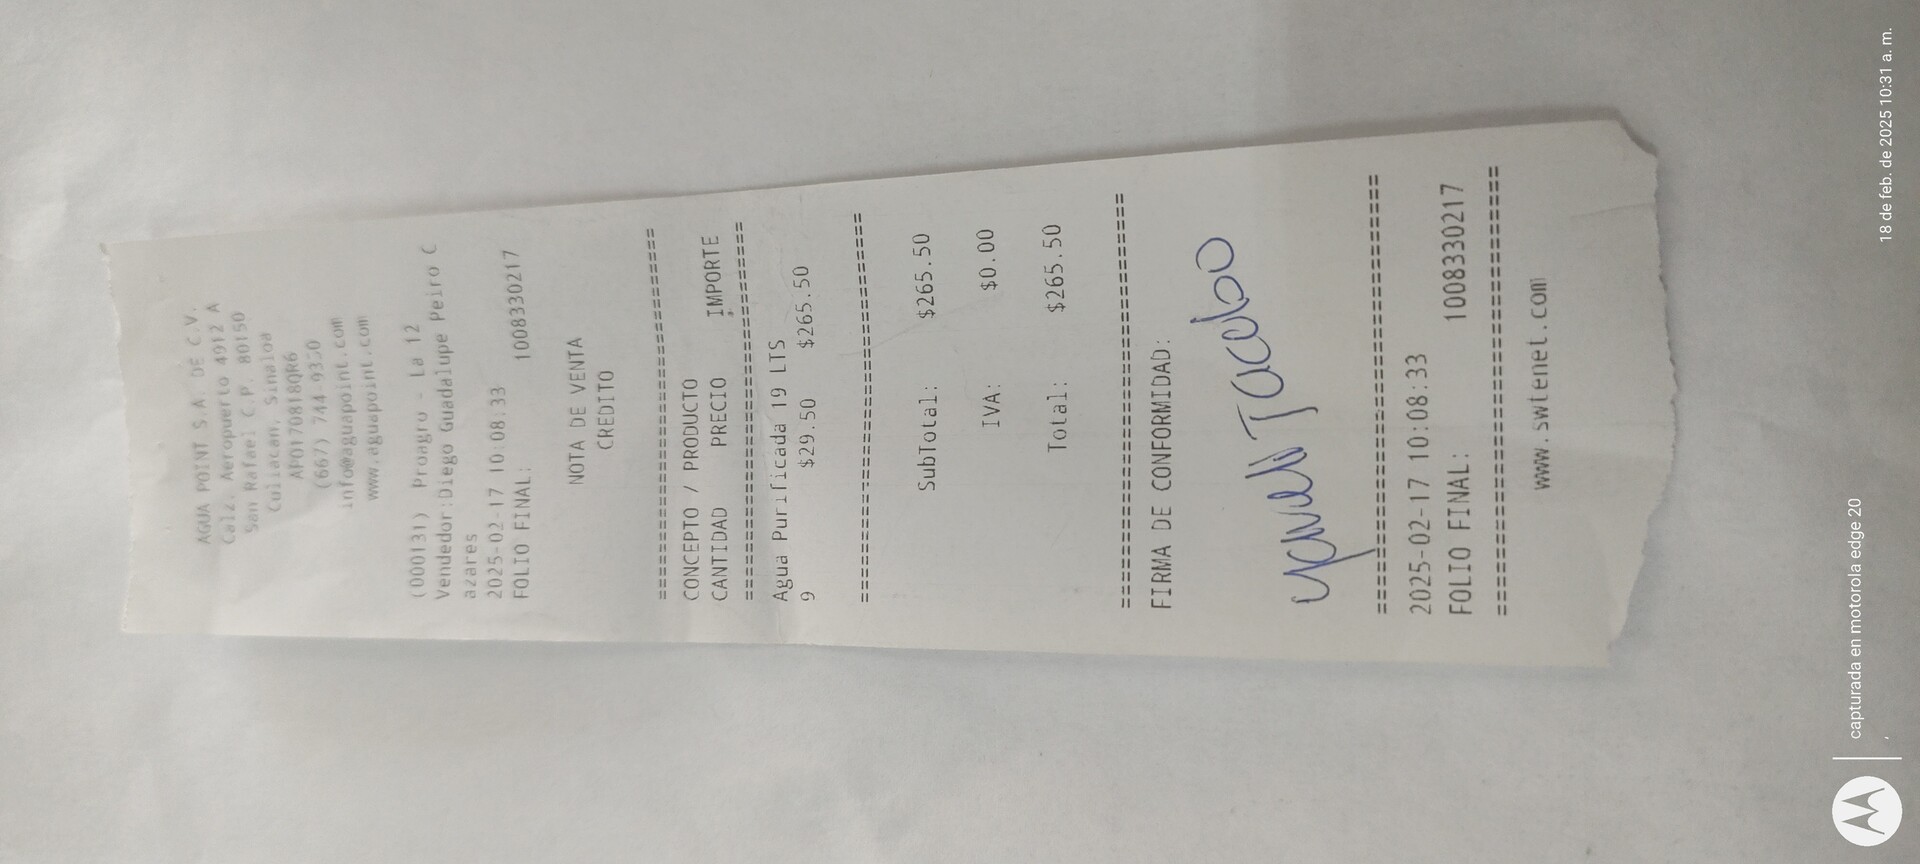 AGUA POINT S.A. DE C.V.
Calz. Aeropuerto 4912 A
San Rafael C.P. 80150
Culiacan, Sinaloa
APO170818QR6
(667) 744 9350
info@aguapoint.com
www.aguapoint.com
(000131) Proagro - La 12
Vendedor:Diego Guadalupe Peiro C
azares
2025-02-17 10:08:33
FOLIO FINAL: 1008330217
NOTA DE VENTA
CREDITO
================================
CONCEPTO / PRODUCTO
CANTIDAD PRECIO IMPORTE
================================
Agua Purificada 19 LTS
9 $29.50 $265.50
================================
SubTotal: $265.50
IVA: $0.00
Total: $265.50
================================
FIRMA DE CONFORMIDAD:
================================
2025-02-17 10:08:33
FOLIO FINAL: 1008330217
================================
www.swtenet.com
capturada en motorola edge 20
18 de feb. de 2025 10:31 a. m.